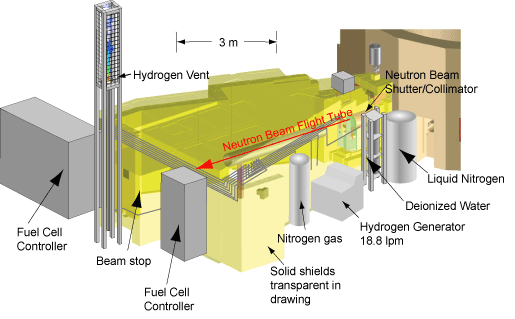 3 m
Hydrogen Vent
Neutron Beam
Shutter/Collimator
Neutron Beam Flight Tube
Liquid Nitrogen
Deionized Water
Fuel Cell
Controller
Beam stop
Nitrogen gas
Hydrogen Generator
18.8 lpm
Solid shields
transparent in
drawing
Fuel Cell
Controller